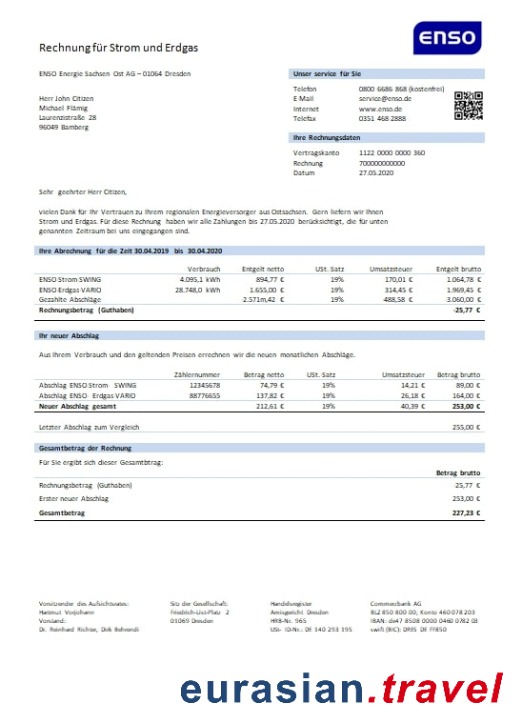 enso
Rechnung für Strom und Erdgas
ENSO Energie Sachsen Ost AG – 01064 Dresden
Unser service für Sie
Telefon 0800 6686 868 (kostenfrei)
E-Mail service@enso.de
Internet www.enso.de
Telefax 0351 468 2888
Herr John Citizen
Michael Flämig
Laurenzistraße 28
96049 Bamberg
Ihre Rechnungsdaten
Vertragskonto 1122 0000 0000 360
Rechnung 700000000000
Datum 27.05.2020
Sehr geehrter Herr Citizen,
vielen Dank für Ihr Vertrauen zu Ihrem regionalen Energieversorger aus Ostsachsen. Gern liefern wir Ihnen
Strom und Erdgas. Für diese Rechnung haben wir alle Zahlungen bis 27.05.2020 berücksichtigt, die für unten
genannten Zeitraum bei uns eingegangen sind.
Ihre Abrechnung für die Zeit 30.04.2019 bis 30.04.2020
Verbrauch Entgelt netto USt. Satz Umsatzsteuer Entgelt brutto
ENSO Strom SWING 4.095,1 kWh 894,77 € 19% 170,01 € 1.064,78 €
ENSO Erdgas VARIO 28.748,0 kWh 1.655,00 € 19% 314,45 € 1.969,45 €
Gezahlte Abschläge 2.571m,42 € 19% 488,58 € 3.060,00 €
Rechnungsbetrag (Guthaben) -25,77 €
Ihr neuer Abschlag
Aus Ihrem Verbrauch und den geltenden Preisen errechnen wir die neuen monatlichen Abschläge.
Zählernummer Betrag netto USt. Satz Umsatzsteuer Betrag brutto
Abschlag ENSO Strom SWING 12345678 74,79 € 19% 14,21 € 89,00 €
Abschlag ENSO Erdgas VARIO 88776655 137,82 € 19% 26,18 € 164,00 €
Neuer Abschlag gesamt 212,61 € 19% 40,39 € 253,00 €
Letzter Abschlag zum Vergleich 255,00 €
Gesamtbetrag der Rechnung
Für Sie ergibt sich dieser Gesamtbtrag:
Betrag brutto
Rechnungsbetrag (Guthaben) -25,77 €
Erster neuer Abschlag 253,00 €
Gesamtbetrag 227,23 €
Vorsitzender des Aufsichtsrates:
Hartmut Vorjohann
Vorstand:
Dr. Reinhard Richter, Dirk Behrendt
Sitz der Gesellschaft:
Friedrich-List-Platz 2
01069 Dresden
Handelsregister
Amtsgericht Dresden
HRB-Nr. 965
USt- ID-Nr.: DE 140 293 195
Commerzbank AG
BLZ 850 800 00, Konto 460 078 203
IBAN: de47 8508 0000 0460 0782 03
swift (BIC): DRES DE FF850
eurasian.travel